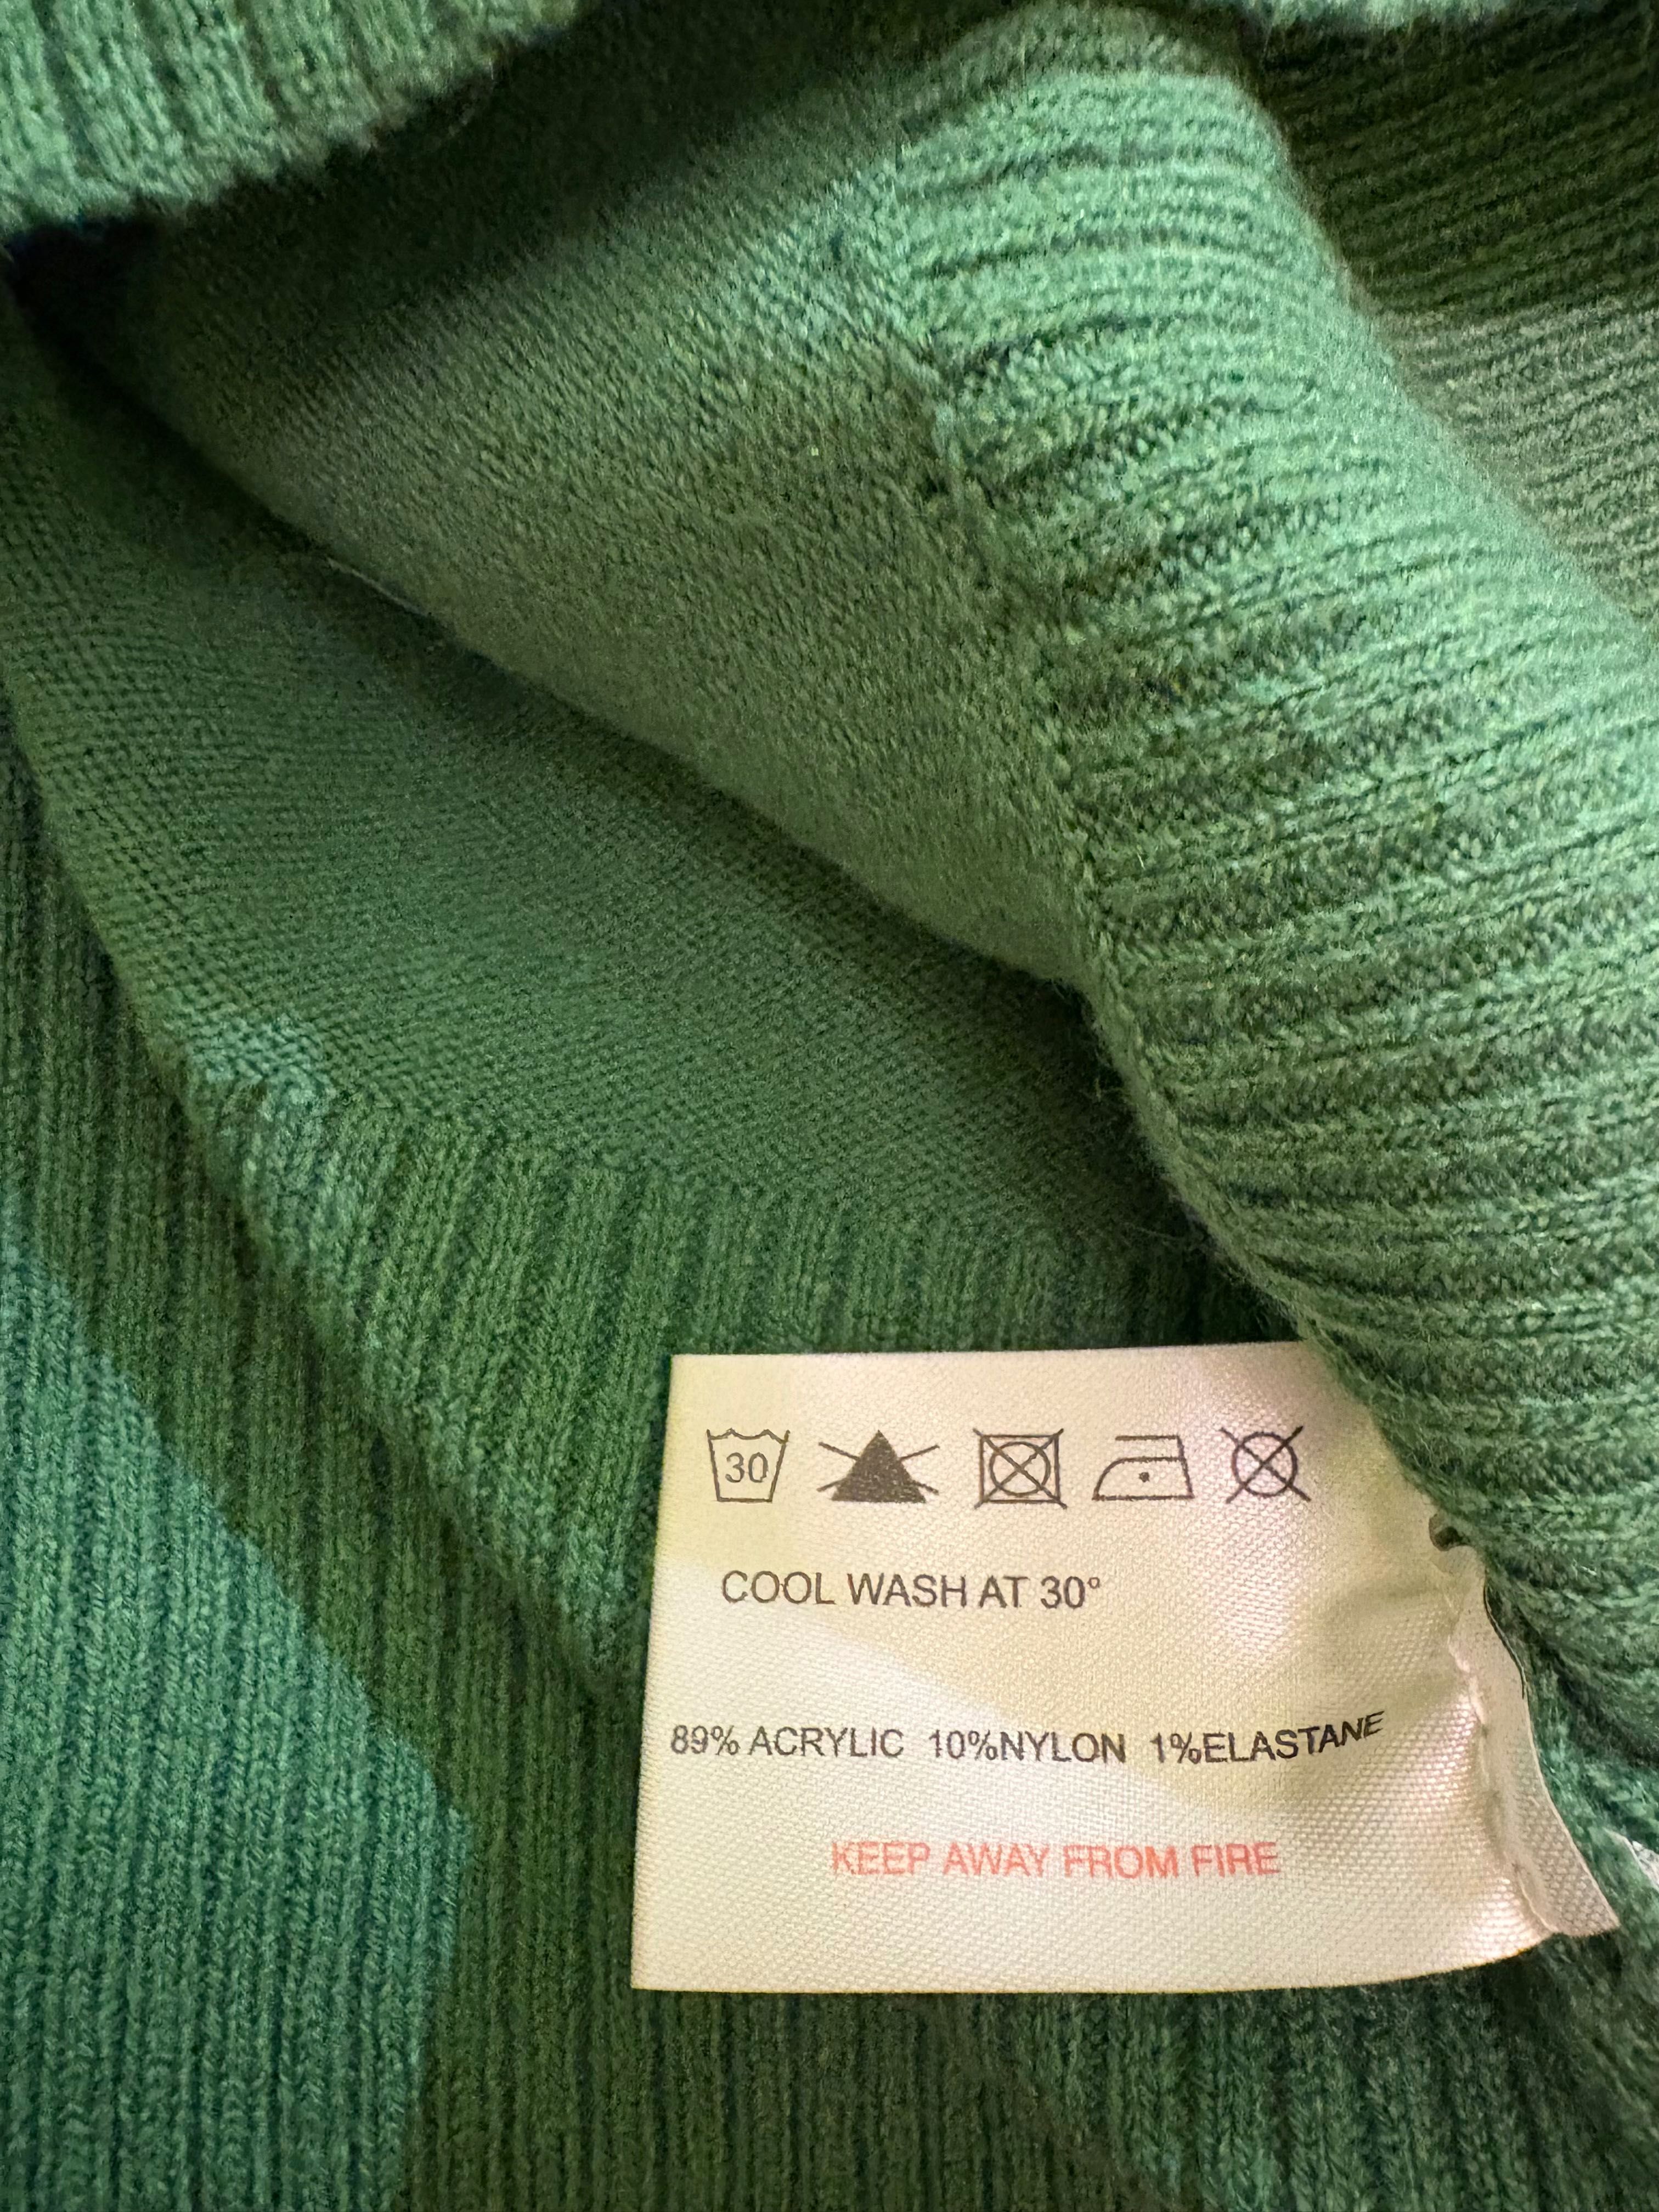 30
COOL WASH AT 30°
89% ACRYLIC 10%NYLON 1%ELASTANE
KEEP AWAY FROM FIRE